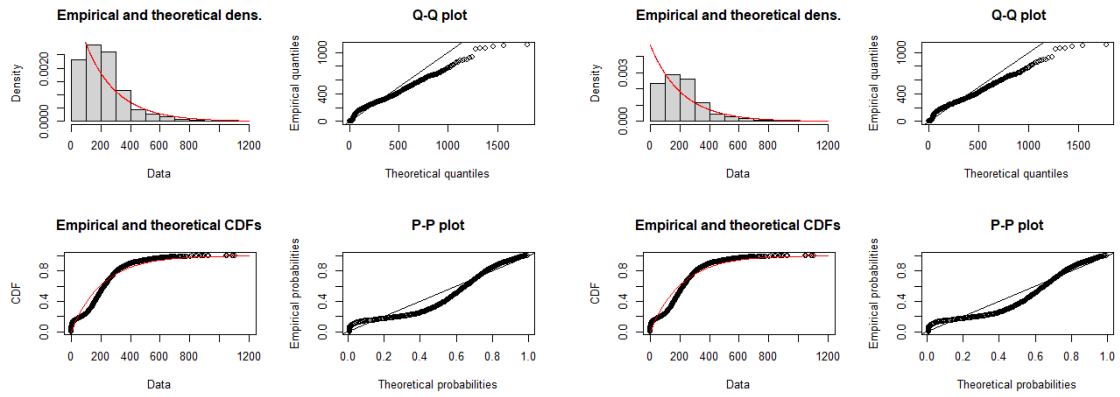 Empirical and theoretical dens.
Density
0.0000 0.0020
0 200 400 600 800 1200
Data
Q-Q plot
Empirical quantiles
0 400 1000
0 500 1000 1500
Theoretical quantiles
Empirical and theoretical dens.
Density
0.000 0.003
0 200 400 600 800 1200
Data
Q-Q plot
Empirical quantiles
0 400 1000
0 500 1000 1500
Theoretical quantiles
Empirical and theoretical CDFs
CDF
0.0 0.4 0.8
0 200 400 600 800 1200
Data
P-P plot
Empirical probabilities
0.0 0.4 0.8
0.0 0.2 0.4 0.6 0.8 1.0
Theoretical probabilities
Empirical and theoretical CDFs
CDF
0.0 0.4 0.8
0 200 400 600 800 1200
Data
P-P plot
Empirical probabilities
0.0 0.4 0.8
0.0 0.2 0.4 0.6 0.8 1.0
Theoretical probabilities